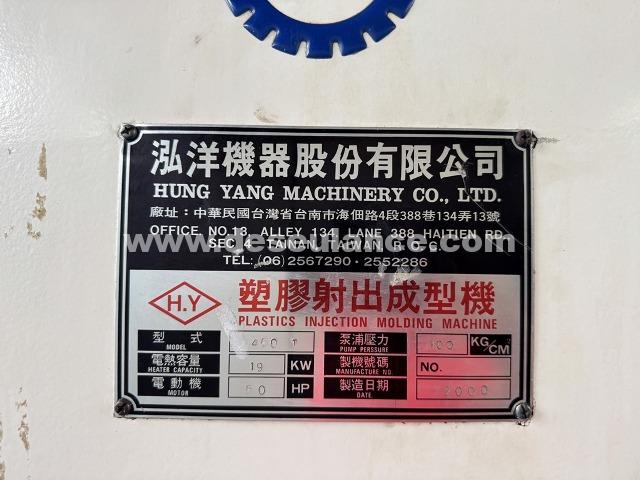 泓洋機器股份有限公司
HUNG YANG MACHINERY CO., LTD.
廠址：中華民國台灣省台南市海佃路4段388巷134弄13號
OFFICE. NO.13, ALLEY 134, LANE 388 HAITIEN RD.
SEC. 4, TAINAN, TAIWAN, R. O. C.
TEL: (06) 2567290 · 2552286
H.Y 塑膠射出成型機
PLASTICS INJECTION MOLDING MACHINE
型式 泵浦壓力 100 KG/CM
MODEL PUMP PERSSURE
電熱容量 19 KW 製機號碼 NO.
HEATER CAPACITY MANUFACTURE NO.
電動機 50 HP 製造日期 2000
MOTOR DATE.